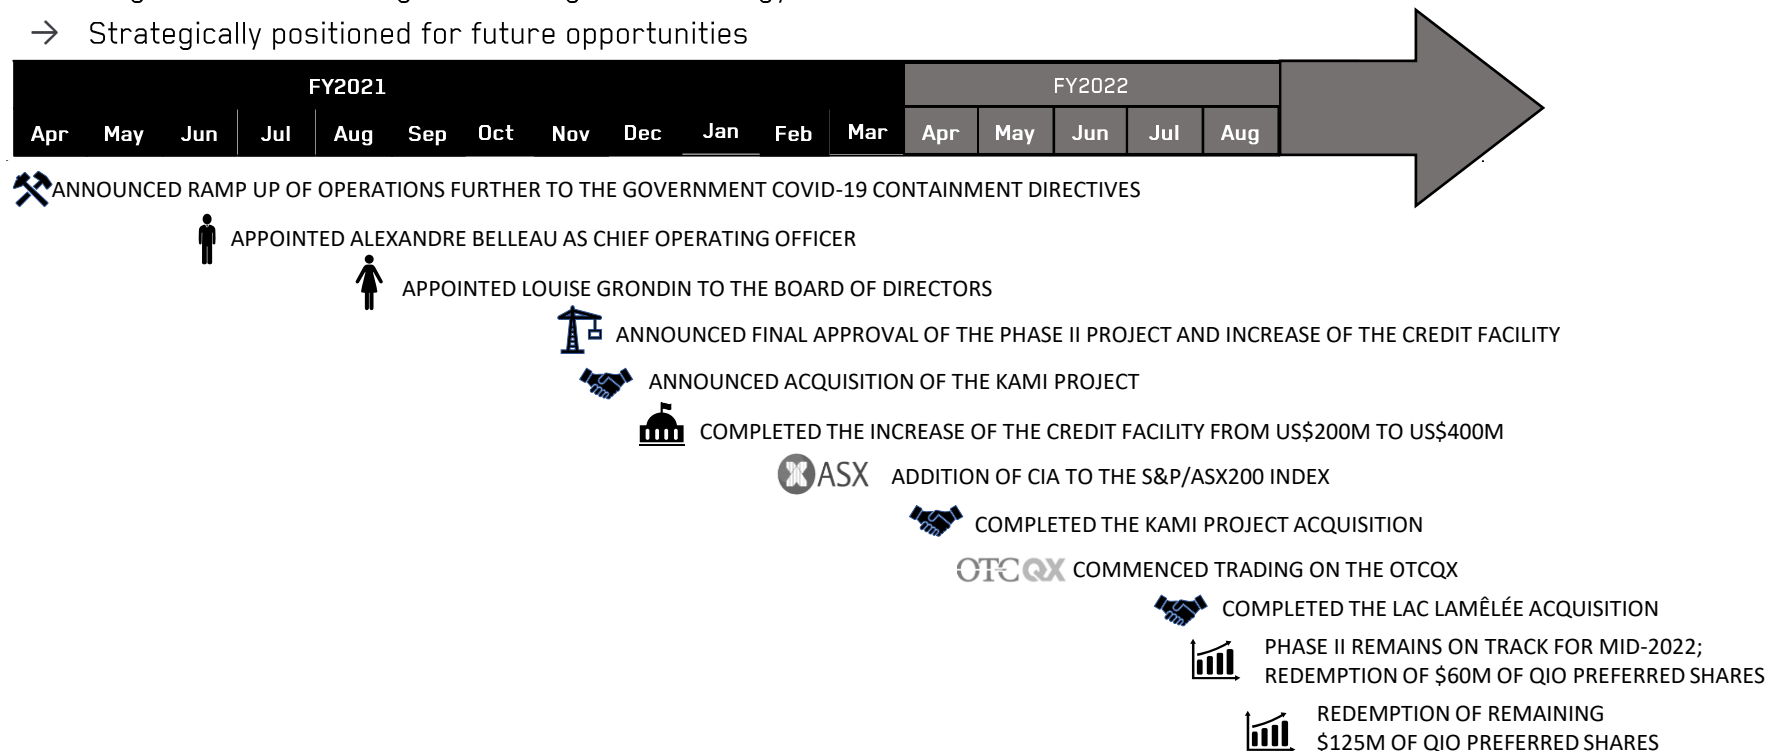 → Strategically positioned for future opportunities
FY2021 FY2022
Apr May Jun Jul Aug Sep Oct Nov Dec Jan Feb Mar Apr May Jun Jul Aug
ANNOUNCED RAMP UP OF OPERATIONS FURTHER TO THE GOVERNMENT COVID-19 CONTAINMENT DIRECTIVES
APPOINTED ALEXANDRE BELLEAU AS CHIEF OPERATING OFFICER
APPOINTED LOUISE GRONDIN TO THE BOARD OF DIRECTORS
ANNOUNCED FINAL APPROVAL OF THE PHASE II PROJECT AND INCREASE OF THE CREDIT FACILITY
ANNOUNCED ACQUISITION OF THE KAMI PROJECT
COMPLETED THE INCREASE OF THE CREDIT FACILITY FROM US$200M TO US$400M
ASX ADDITION OF CIA TO THE S&P/ASX200 INDEX
COMPLETED THE KAMI PROJECT ACQUISITION
OTCQX COMMENCED TRADING ON THE OTCQX
COMPLETED THE LAC LAMÊLÉE ACQUISITION
PHASE II REMAINS ON TRACK FOR MID-2022;
REDEMPTION OF $60M OF QIO PREFERRED SHARES
REDEMPTION OF REMAINING
$125M OF QIO PREFERRED SHARES